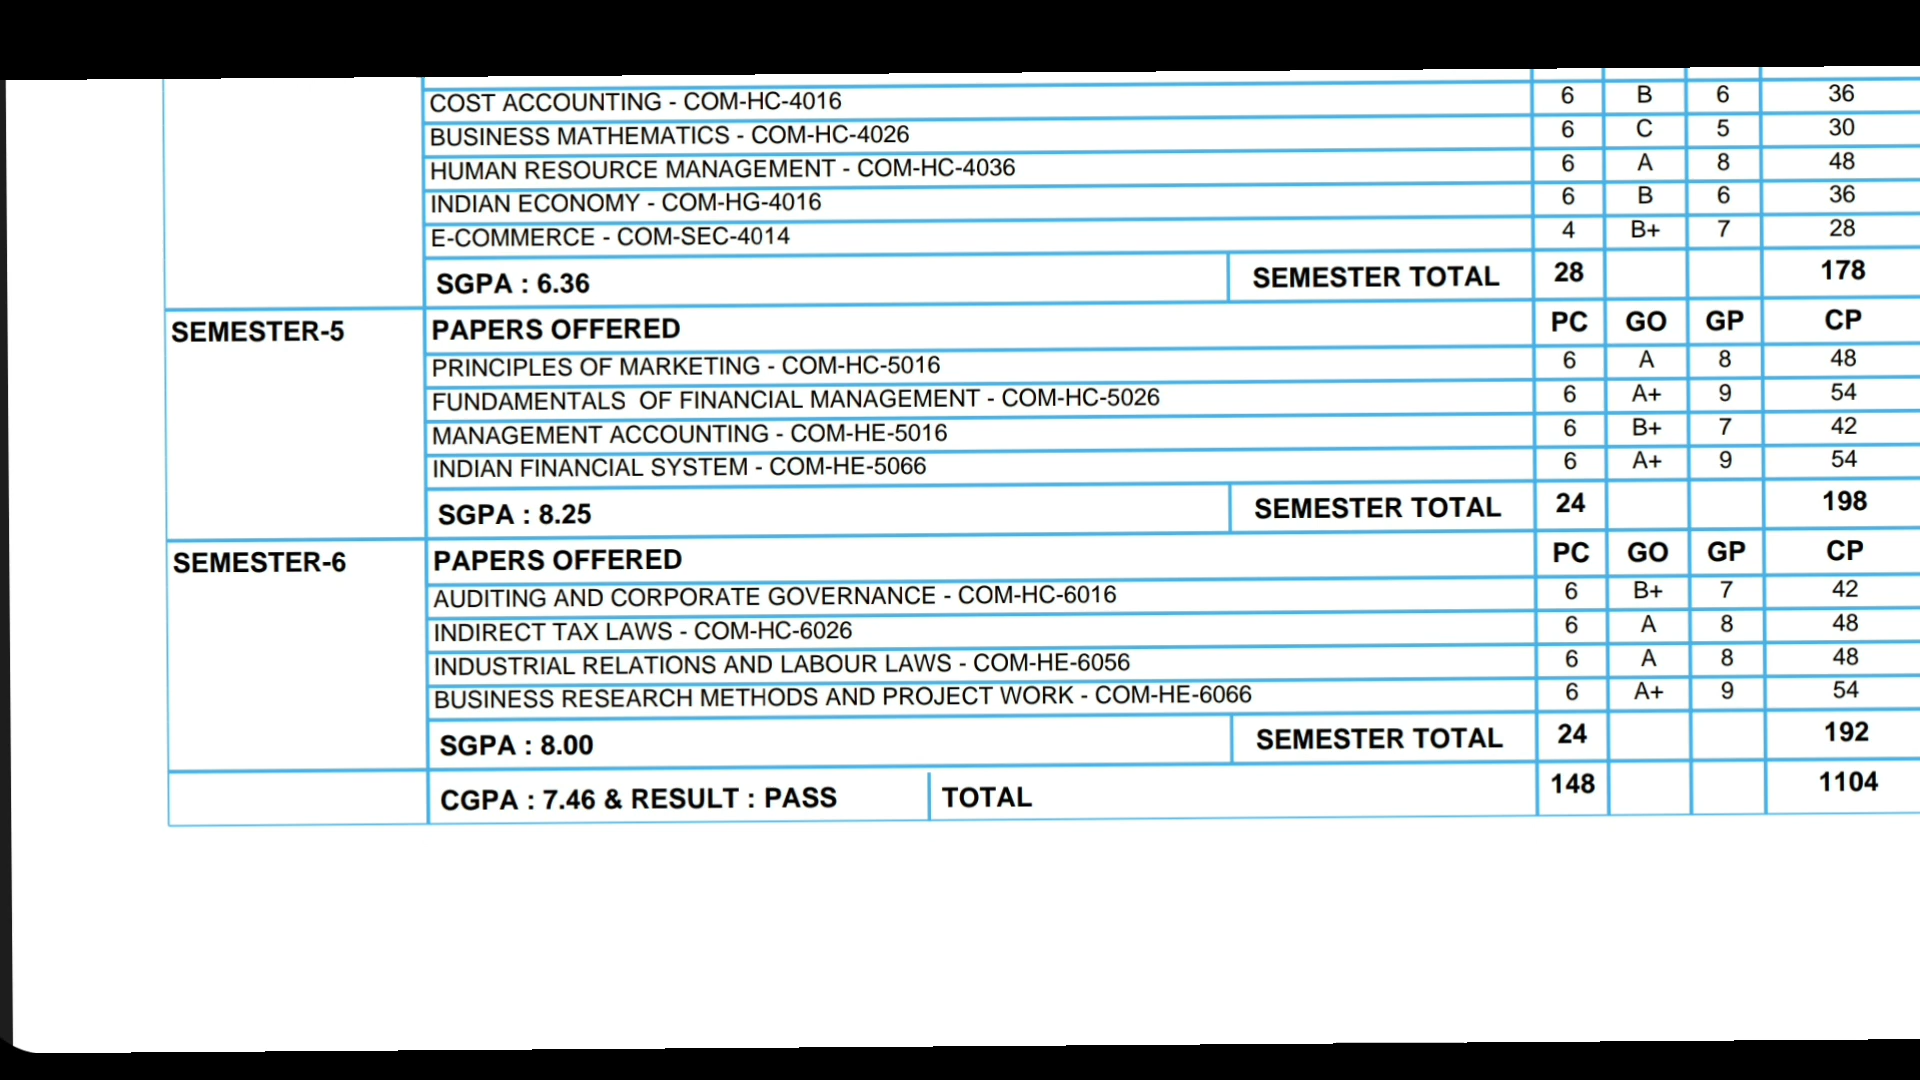 COST ACCOUNTING - COM-HC-4016 6 B 6 36
BUSINESS MATHEMATICS - COM-HC-4026 6 C 5 30
HUMAN RESOURCE MANAGEMENT - COM-HC-4036 6 A 8 48
INDIAN ECONOMY - COM-HG-4016 6 B 6 36
E-COMMERCE - COM-SEC-4014 4 B+ 7 28
SGPA : 6.36 SEMESTER TOTAL 28 178
SEMESTER-5 PAPERS OFFERED PC GO GP CP
PRINCIPLES OF MARKETING - COM-HC-5016 6 A 8 48
FUNDAMENTALS  OF FINANCIAL MANAGEMENT - COM-HC-5026 6 A+ 9 54
MANAGEMENT ACCOUNTING - COM-HE-5016 6 B+ 7 42
INDIAN FINANCIAL SYSTEM - COM-HE-5066 6 A+ 9 54
SGPA : 8.25 SEMESTER TOTAL 24 198
SEMESTER-6 PAPERS OFFERED PC GO GP CP
AUDITING AND CORPORATE GOVERNANCE - COM-HC-6016 6 B+ 7 42
INDIRECT TAX LAWS - COM-HC-6026 6 A 8 48
INDUSTRIAL RELATIONS AND LABOUR LAWS - COM-HE-6056 6 A 8 48
BUSINESS RESEARCH METHODS AND PROJECT WORK - COM-HE-6066 6 A+ 9 54
SGPA : 8.00 SEMESTER TOTAL 24 192
CGPA : 7.46 & RESULT : PASS TOTAL 148 1104